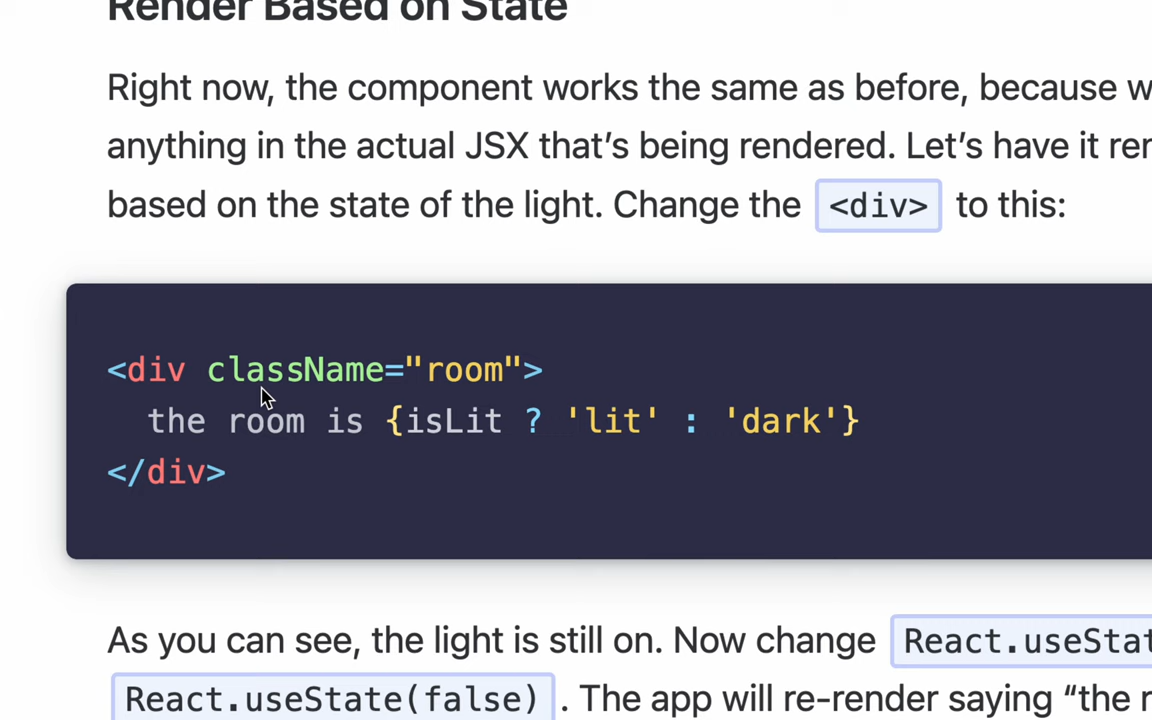 Render Based on State
Right now, the component works the same as before, because
anything in the actual JSX that’s being rendered. Let’s have it
based on the state of the light. Change the <div> to this:
<div className="room">
  the room is {isLit ? 'lit' : 'dark'}
</div>
As you can see, the light is still on. Now change React.useStat
React.useState(false) . The app will re-render saying “the